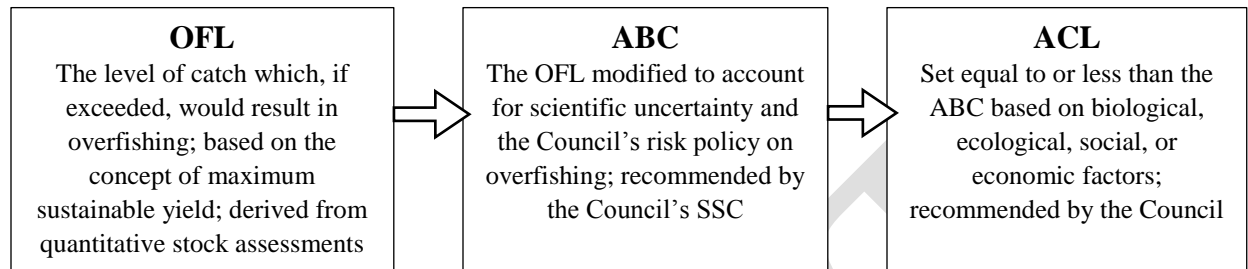 OFL
The level of catch which, if
exceeded, would result in
overfishing; based on the
concept of maximum
sustainable yield; derived from
quantitative stock assessments
ABC
The OFL modified to account
for scientific uncertainty and
the Council’s risk policy on
overfishing; recommended by
the Council’s SSC
ACL
Set equal to or less than the
ABC based on biological,
ecological, social, or
economic factors;
recommended by the Council